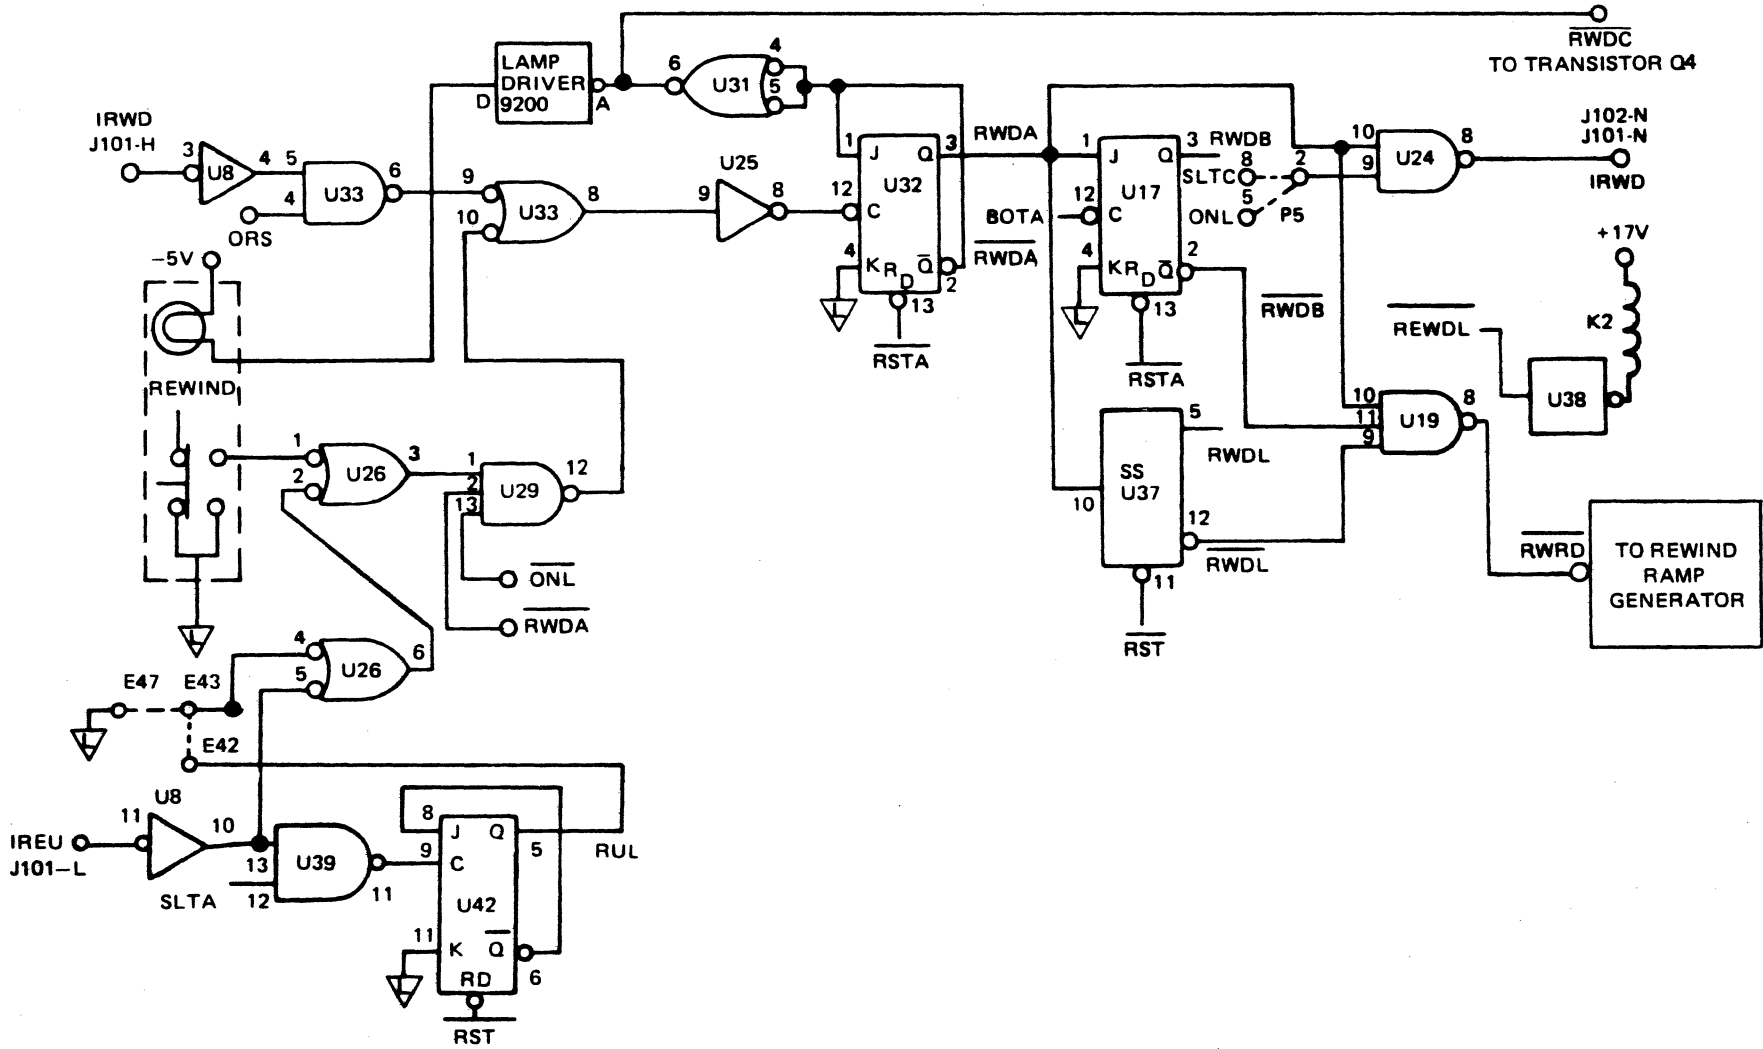 RWDC
TO TRANSISTOR Q4
LAMP
DRIVER
9200
D
A
6
U31
4
5
IRWD
J101-H
3
U8
4
5
4
U33
6
ORS
9
10
U33
8
U25
9
8
1
J
Q
3
U32
12
C
4
K
RD
Q
2
13
RSTA
RWDA
RWDA
1
J
Q
3
RWDB
U17
12
C
BOTA
4
K
RD
Q
2
13
RSTA
RWDB
SLTC
8
5
ONL
2
P5
10
9
U24
8
J102-N
J101-N
IRWD
+17V
K2
REWDL
U38
10
11
9
U19
8
SS
U37
5
RWDL
10
12
RWDL
11
RST
RWRD
TO REWIND
RAMP
GENERATOR
−5V
REWIND
1
2
U26
3
1
2
13
U29
12
ONL
RWDA
4
5
U26
6
E47
E43
E42
U8
11
10
IREU
J101−L
13
12
U39
11
SLTA
8
J
Q
5
RUL
9
C
U42
11
K
Q
6
RD
RST